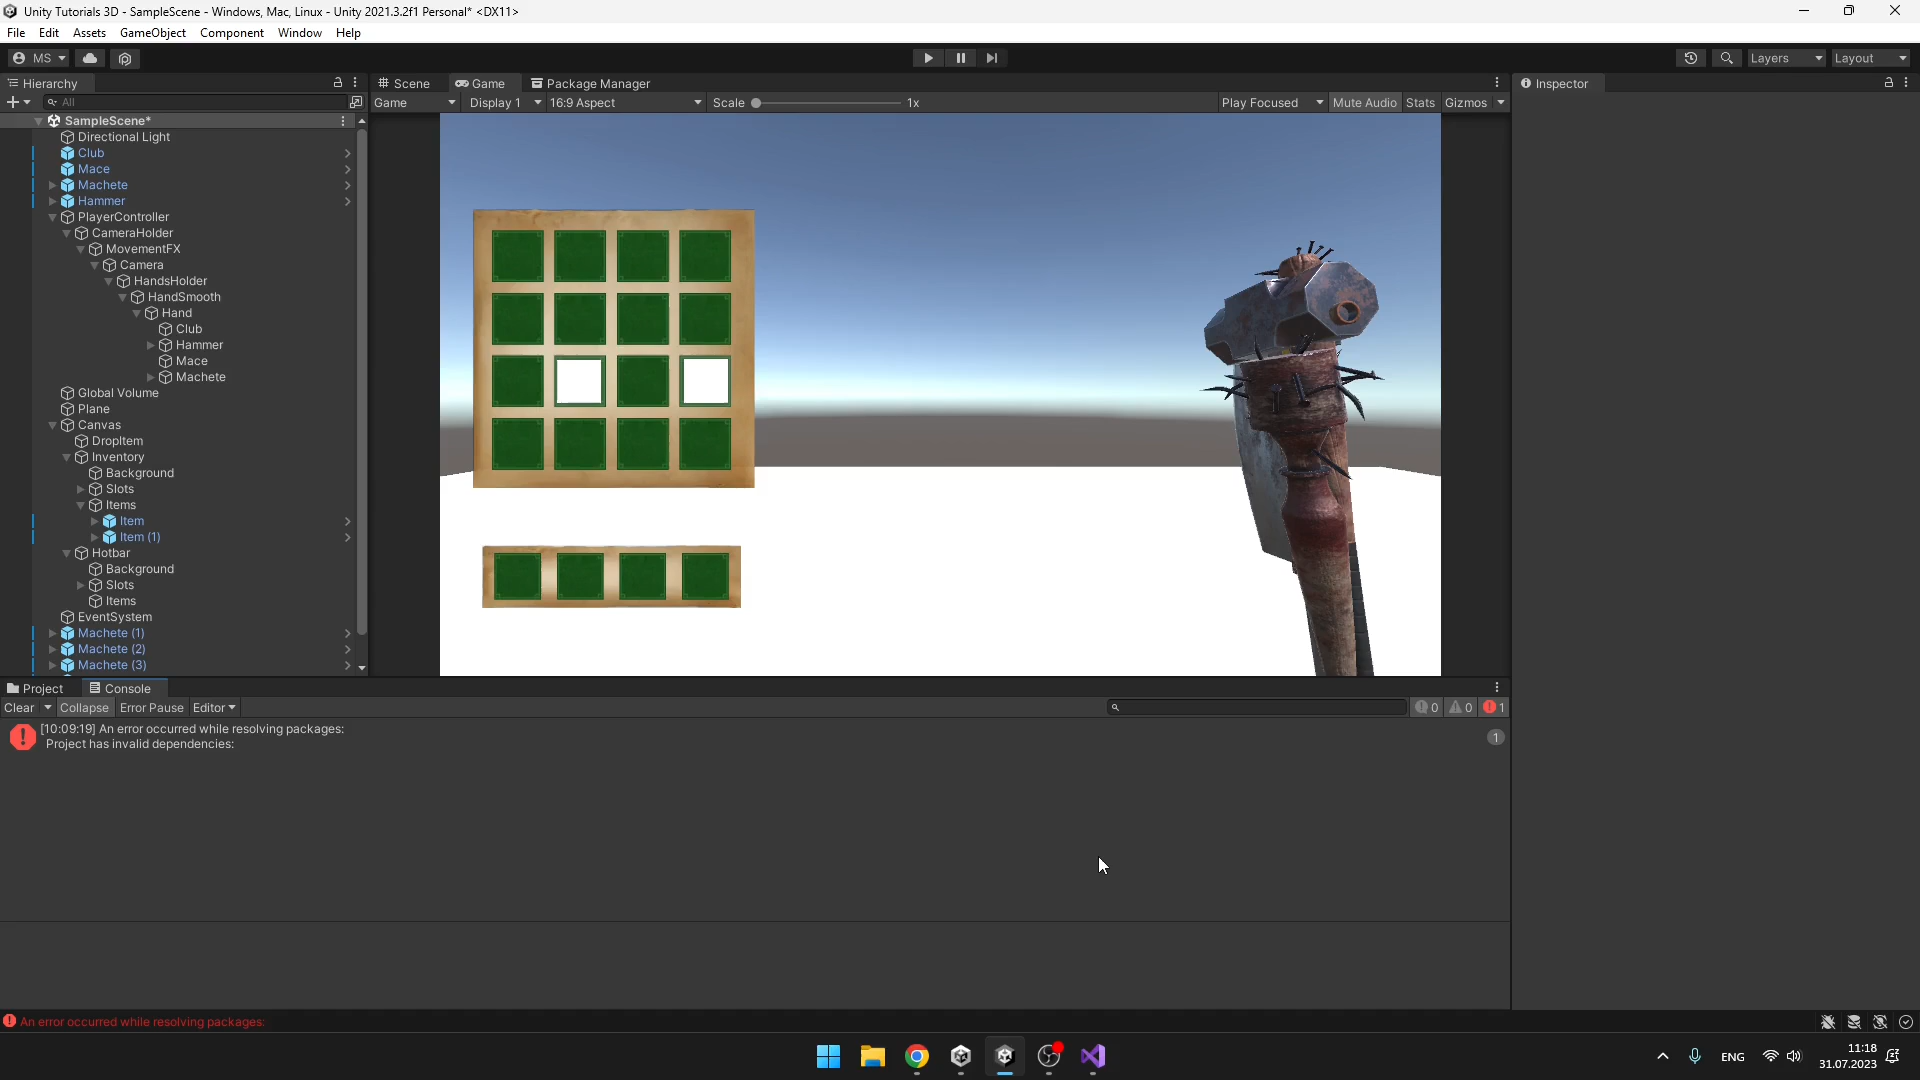 Unity Tutorials 3D - SampleScene - Windows, Mac, Linux - Unity 2021.3.2f1 Personal* <DX11>
File Edit Assets GameObject Component Window Help
MS Layers Layout
Hierarchy Scene Game Package Manager Inspector
All Game Display 1 16:9 Aspect Scale 1x Play Focused Mute Audio Stats Gizmos
SampleScene*
Directional Light
Club
Mace
Machete
Hammer
PlayerController
CameraHolder
MovementFX
Camera
HandsHolder
HandSmooth
Hand
Club
Hammer
Mace
Machete
Global Volume
Plane
Canvas
DropItem
Inventory
Background
Slots
Items
Item
Item (1)
Hotbar
Background
Slots
Items
EventSystem
Machete (1)
Machete (2)
Machete (3)
Project Console
Clear Collapse Error Pause Editor 0 0 1
[10:09:19] An error occurred while resolving packages:
Project has invalid dependencies:
1
An error occurred while resolving packages:
ENG
11:18
31.07.2023